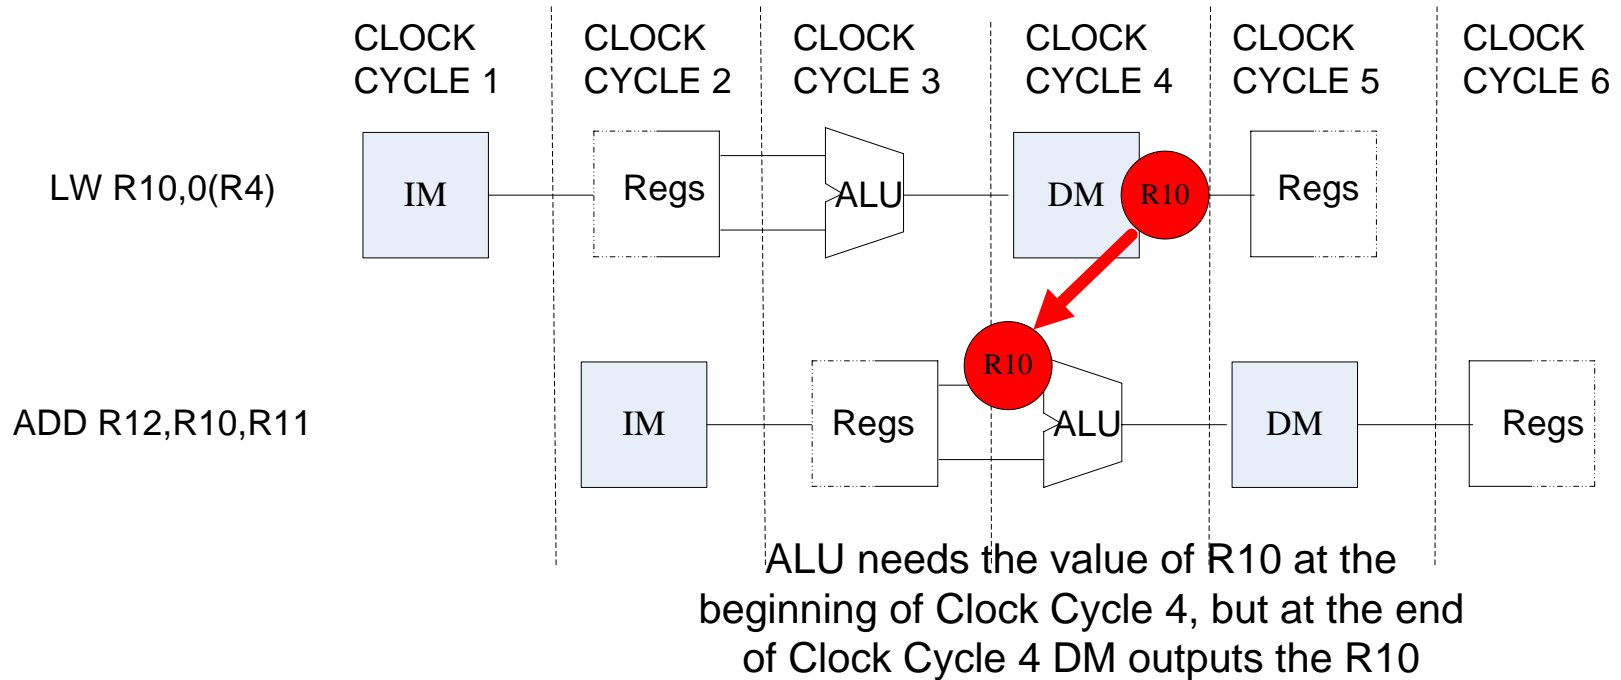 CLOCK CYCLE 1
CLOCK CYCLE 2
CLOCK CYCLE 3
CLOCK CYCLE 4
CLOCK CYCLE 5
CLOCK CYCLE 6
LW R10,0(R4)
IM
Regs
ALU
DM
R10
Regs
R10
ADD R12,R10,R11
IM
Regs
ALU
DM
Regs
ALU needs the value of R10 at the
beginning of Clock Cycle 4, but at the end
of Clock Cycle 4 DM outputs the R10